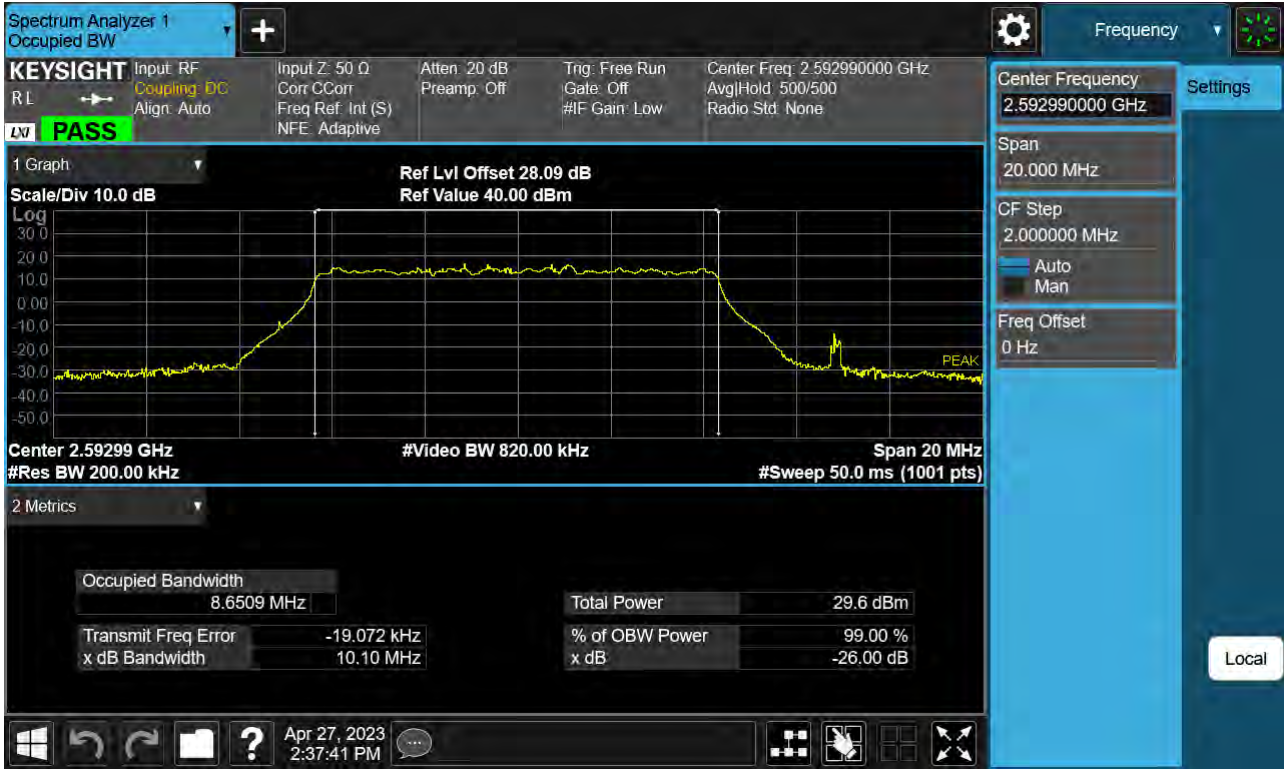 Spectrum Analyzer 1
Occupied BW
+
Frequency
KEYSIGHT
RL
LXI PASS
Input: RF
Coupling: DC
Align: Auto
Input Z: 50 Ω
Corr CCorr
Freq Ref: Int (S)
NFE: Adaptive
Atten: 20 dB
Preamp: Off
Trig: Free Run
Gate: Off
#IF Gain: Low
Center Freq: 2.592990000 GHz
Avg|Hold: 500/500
Radio Std: None
Center Frequency
2.592990000 GHz
Settings
Span
20.000 MHz
CF Step
2.000000 MHz
Auto
Man
Freq Offset
0 Hz
1 Graph
Scale/Div 10.0 dB
Ref Lvl Offset 28.09 dB
Ref Value 40.00 dBm
Log
30.0
20.0
10.0
0.00
-10.0
-20.0
-30.0
-40.0
-50.0
PEAK
Center 2.59299 GHz
#Video BW 820.00 kHz
Span 20 MHz
#Res BW 200.00 kHz
#Sweep 50.0 ms (1001 pts)
2 Metrics
Occupied Bandwidth
8.6509 MHz
Total Power 29.6 dBm
Transmit Freq Error -19.072 kHz
% of OBW Power 99.00 %
x dB Bandwidth 10.10 MHz
x dB -26.00 dB
Local
?
Apr 27, 2023
2:37:41 PM